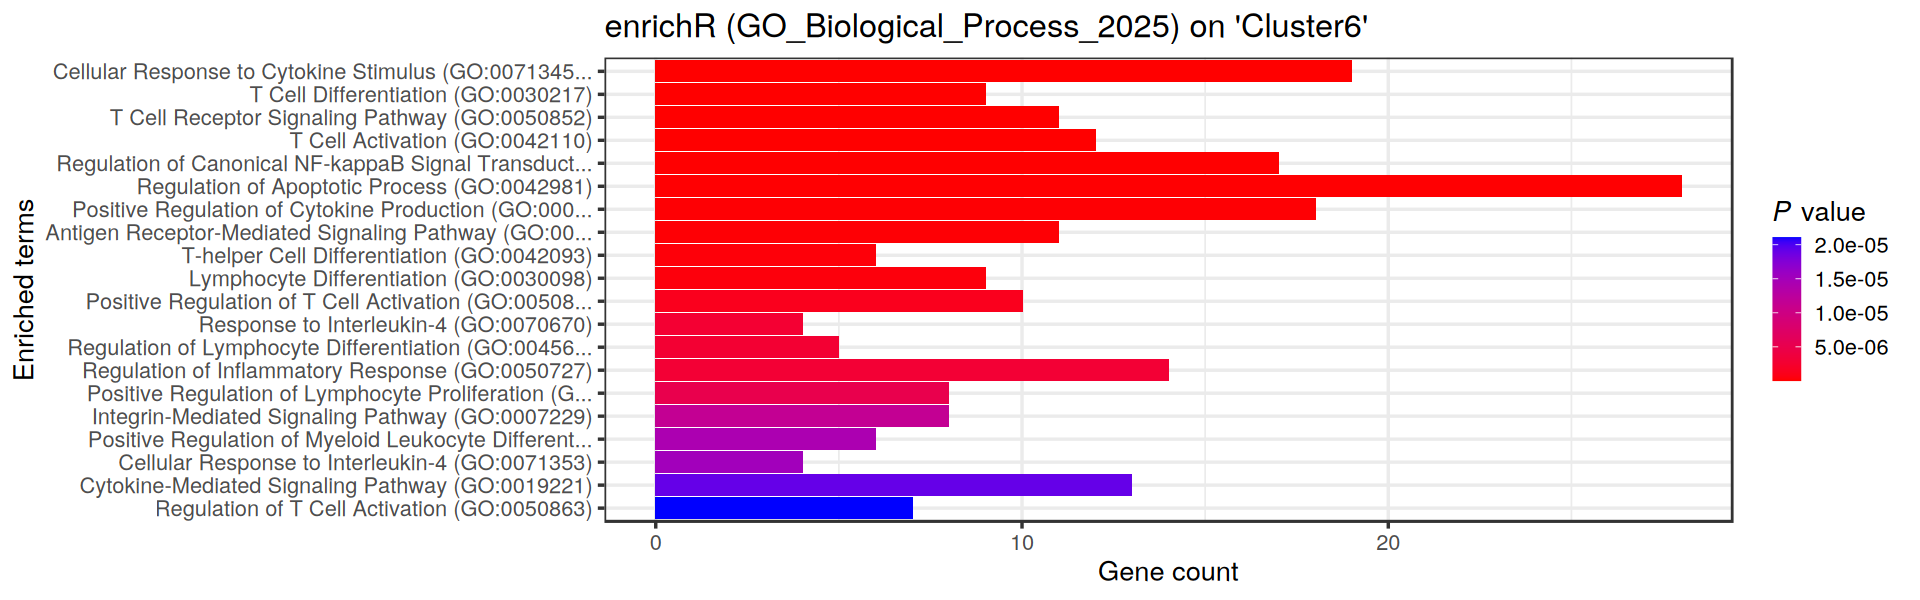 enrichR (GO_Biological_Process_2025) on 'Cluster6'
Cellular Response to Cytokine Stimulus (GO:0071345...
T Cell Differentiation (GO:0030217)
T Cell Receptor Signaling Pathway (GO:0050852)
T Cell Activation (GO:0042110)
Regulation of Canonical NF-kappaB Signal Transduct...
Regulation of Apoptotic Process (GO:0042981)
Positive Regulation of Cytokine Production (GO:000...
Antigen Receptor-Mediated Signaling Pathway (GO:00...
T-helper Cell Differentiation (GO:0042093)
Lymphocyte Differentiation (GO:0030098)
Positive Regulation of T Cell Activation (GO:00508...
Response to Interleukin-4 (GO:0070670)
Regulation of Lymphocyte Differentiation (GO:00456...
Regulation of Inflammatory Response (GO:0050727)
Positive Regulation of Lymphocyte Proliferation (G...
Integrin-Mediated Signaling Pathway (GO:0007229)
Positive Regulation of Myeloid Leukocyte Different...
Cellular Response to Interleukin-4 (GO:0071353)
Cytokine-Mediated Signaling Pathway (GO:0019221)
Regulation of T Cell Activation (GO:0050863)
Enriched terms
0 10 20
Gene count
P value
2.0e-05
1.5e-05
1.0e-05
5.0e-06